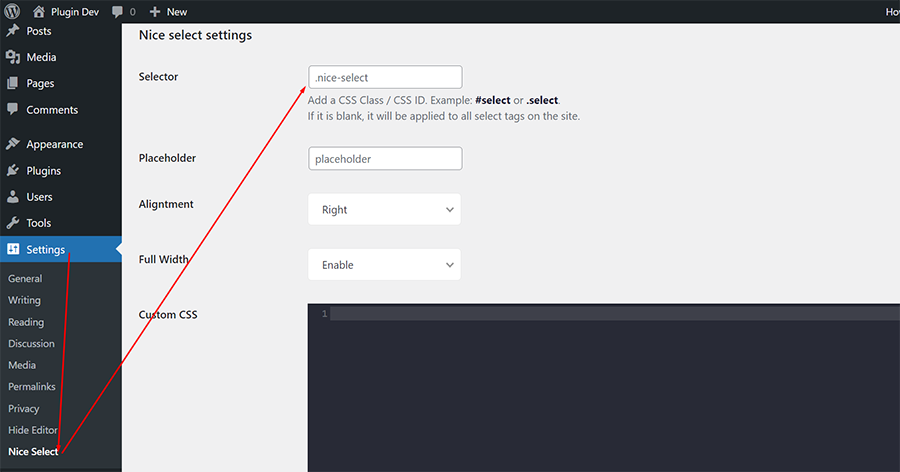 Plugin Dev 0 New Ho
Posts
Media
Pages
Comments
Appearance
Plugins
Users
Tools
Settings
General
Writing
Reading
Discussion
Media
Permalinks
Privacy
Hide Editor
Nice Select
Nice select settings
Selector
.nice-select
Add a CSS Class / CSS ID. Example: #select or .select.
If it is blank, it will be applied to all select tags on the site.
Placeholder
placeholder
Aligntment
Right
Full Width
Enable
Custom CSS
1